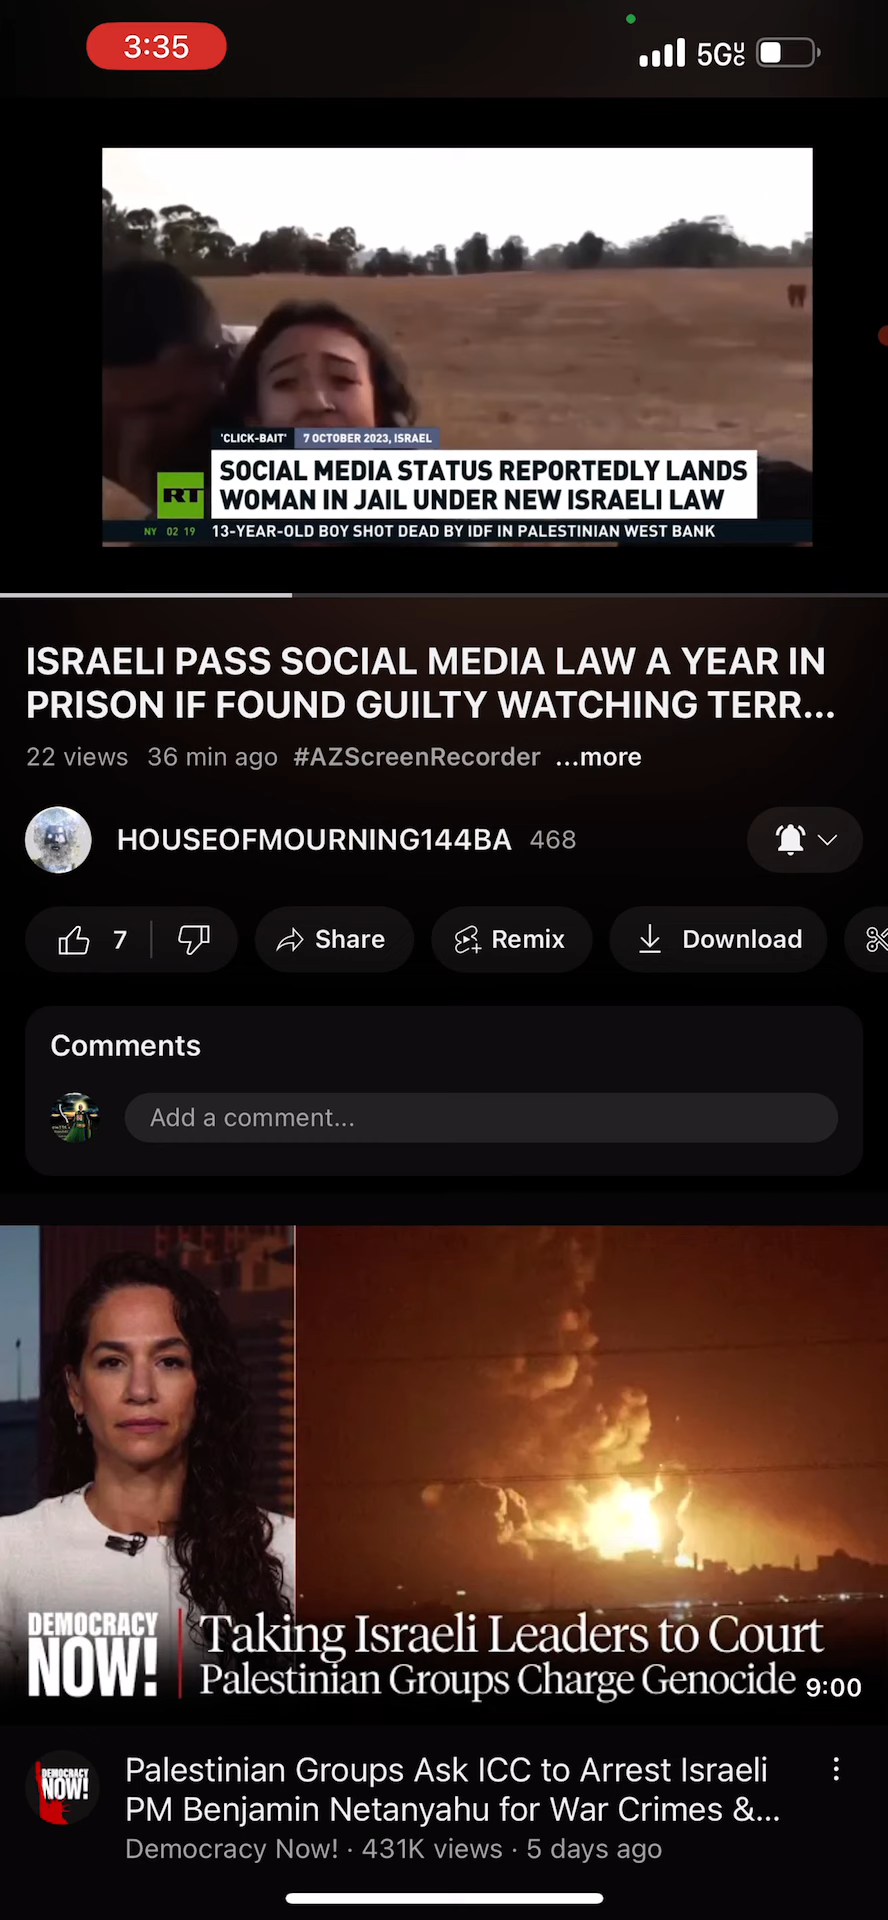 3:35
5GUC
'CLICK-BAIT' 7 OCTOBER 2023, ISRAEL
SOCIAL MEDIA STATUS REPORTEDLY LANDS
WOMAN IN JAIL UNDER NEW ISRAELI LAW
RT
NY 02 19 13-YEAR-OLD BOY SHOT DEAD BY IDF IN PALESTINIAN WEST BANK
ISRAELI PASS SOCIAL MEDIA LAW A YEAR IN
PRISON IF FOUND GUILTY WATCHING TERR...
22 views 36 min ago #AZScreenRecorder ...more
HOUSEOFMOURNING144BA 468
7 Share Remix Download
Comments
Add a comment...
DEMOCRACY
NOW!
Taking Israeli Leaders to Court
Palestinian Groups Charge Genocide 9:00
DEMOCRACY
NOW!
Palestinian Groups Ask ICC to Arrest Israeli
PM Benjamin Netanyahu for War Crimes &...
Democracy Now! · 431K views · 5 days ago